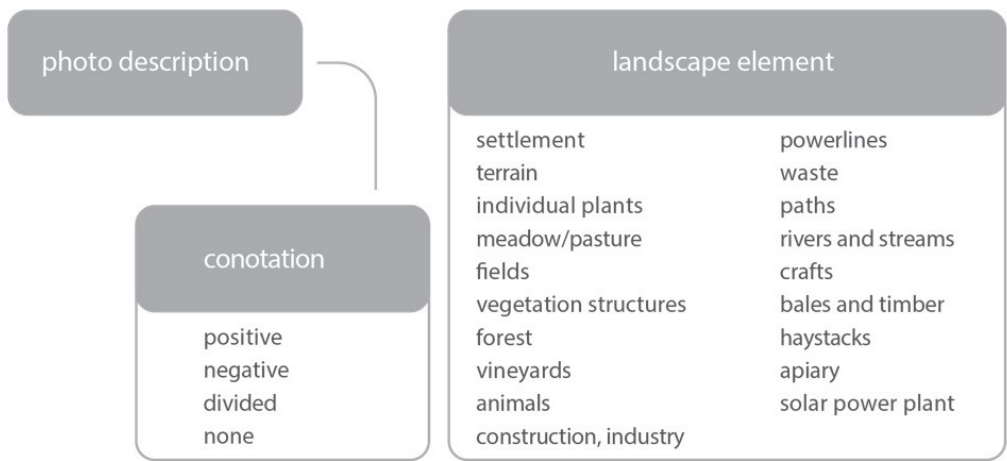 photo description
conotation
positive
negative
divided
none
landscape element
settlement
terrain
individual plants
meadow/pasture
fields
vegetation structures
forest
vineyards
animals
construction, industry
powerlines
waste
paths
rivers and streams
crafts
bales and timber
haystacks
apiary
solar power plant